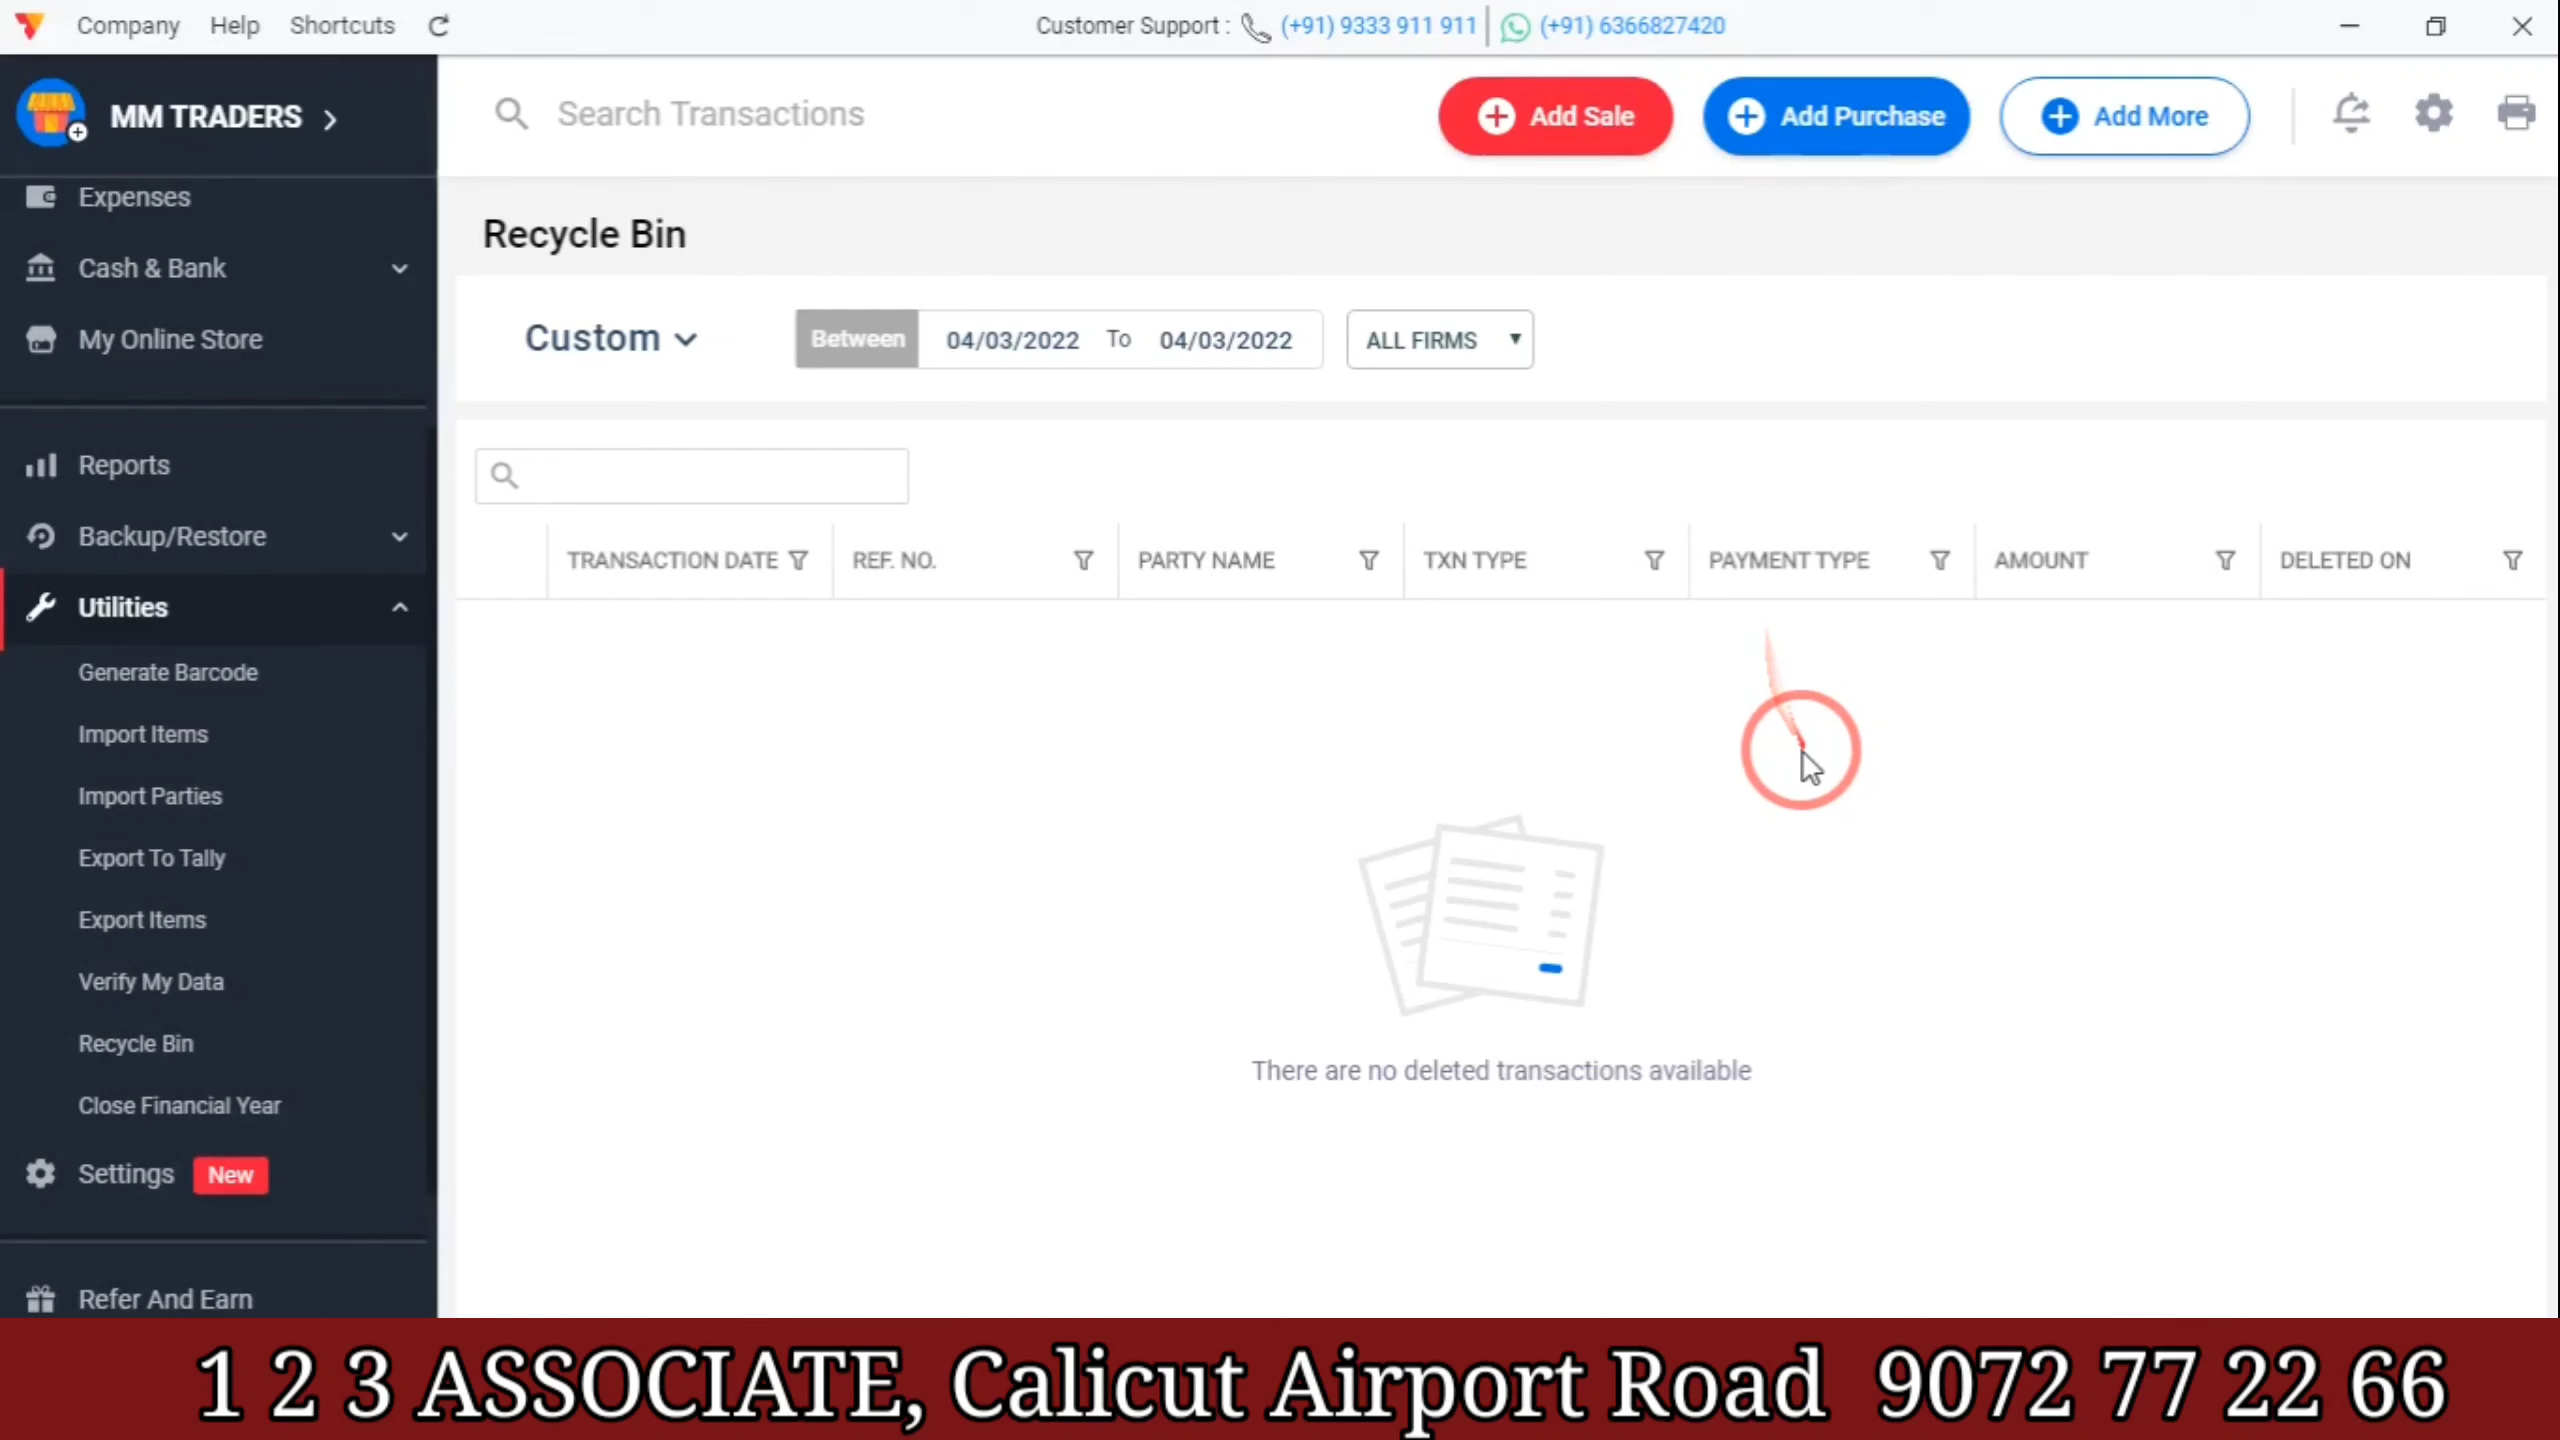 Company Help Shortcuts Customer Support : (+91) 9333 911 911 (+91) 6366827420
MM TRADERS
Search Transactions Add Sale Add Purchase Add More
Expenses
Cash & Bank
My Online Store
Reports
Backup/Restore
Utilities
Generate Barcode
Import Items
Import Parties
Export To Tally
Export Items
Verify My Data
Recycle Bin
Close Financial Year
Settings New
Refer And Earn
Recycle Bin
Custom Between 04/03/2022 To 04/03/2022 ALL FIRMS
TRANSACTION DATE REF. NO. PARTY NAME TXN TYPE PAYMENT TYPE AMOUNT DELETED ON
There are no deleted transactions available
1 2 3 ASSOCIATE, Calicut Airport Road 9072 77 22 66